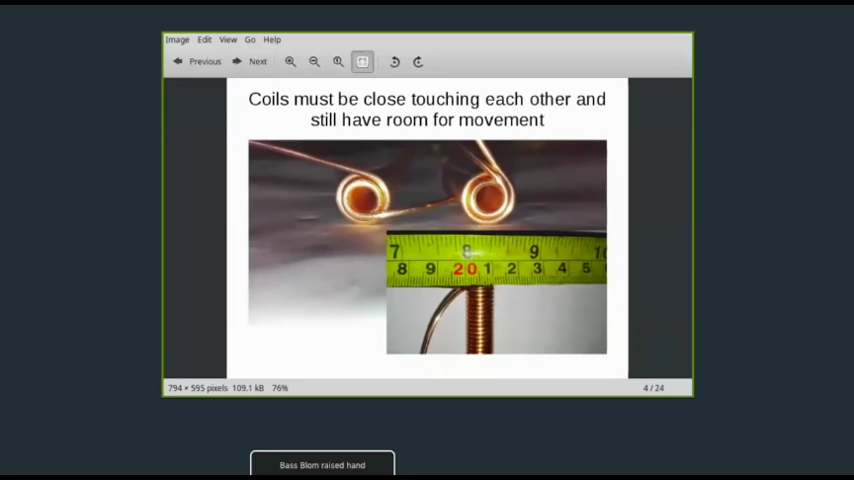 Image Edit View Go Help
Previous Next
Coils must be close touching each other and
still have room for movement
7 8 9 10
8 9 20 1 2 3 4 5
794 × 595 pixels 109.1 kB 76% 4 / 24
Bass Blom raised hand